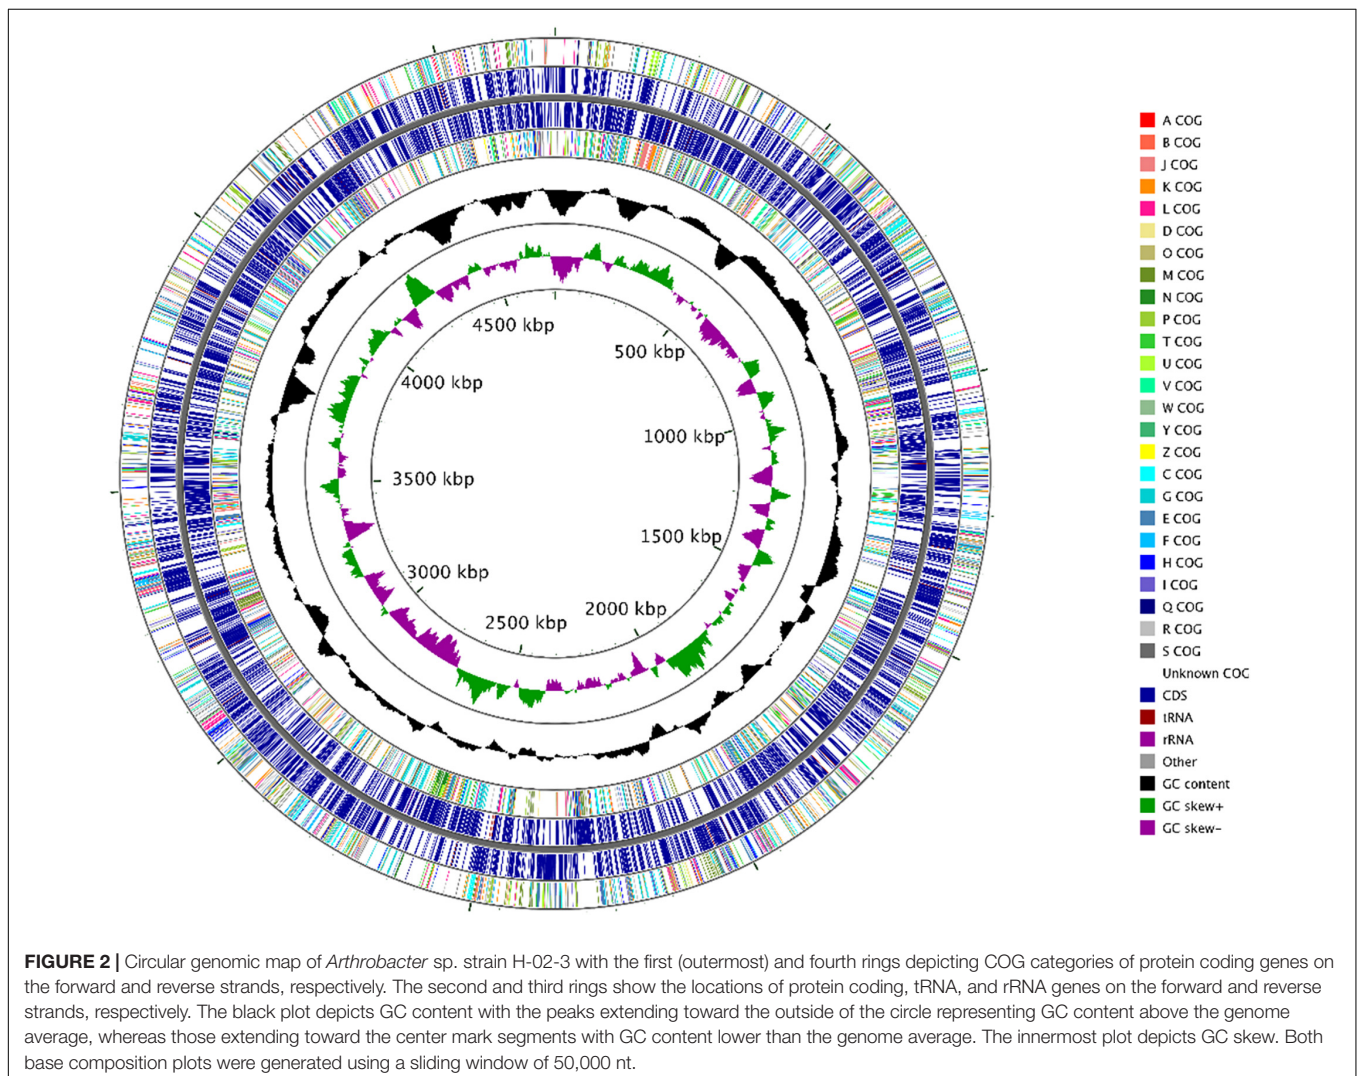 4500 kbp
500 kbp
4000 kbp
1000 kbp
3500 kbp
1500 kbp
3000 kbp
2000 kbp
2500 kbp
A COG
B COG
J COG
K COG
L COG
D COG
O COG
M COG
N COG
P COG
T COG
U COG
V COG
W COG
Y COG
Z COG
C COG
G COG
E COG
F COG
H COG
I COG
Q COG
R COG
S COG
Unknown COG
CDS
tRNA
rRNA
Other
GC content
GC skew+
GC skew-
FIGURE 2 | Circular genomic map of Arthrobacter sp. strain H-02-3 with the first (outermost) and fourth rings depicting COG categories of protein coding genes on
the forward and reverse strands, respectively. The second and third rings show the locations of protein coding, tRNA, and rRNA genes on the forward and reverse
strands, respectively. The black plot depicts GC content with the peaks extending toward the outside of the circle representing GC content above the genome
average, whereas those extending toward the center mark segments with GC content lower than the genome average. The innermost plot depicts GC skew. Both
base composition plots were generated using a sliding window of 50,000 nt.